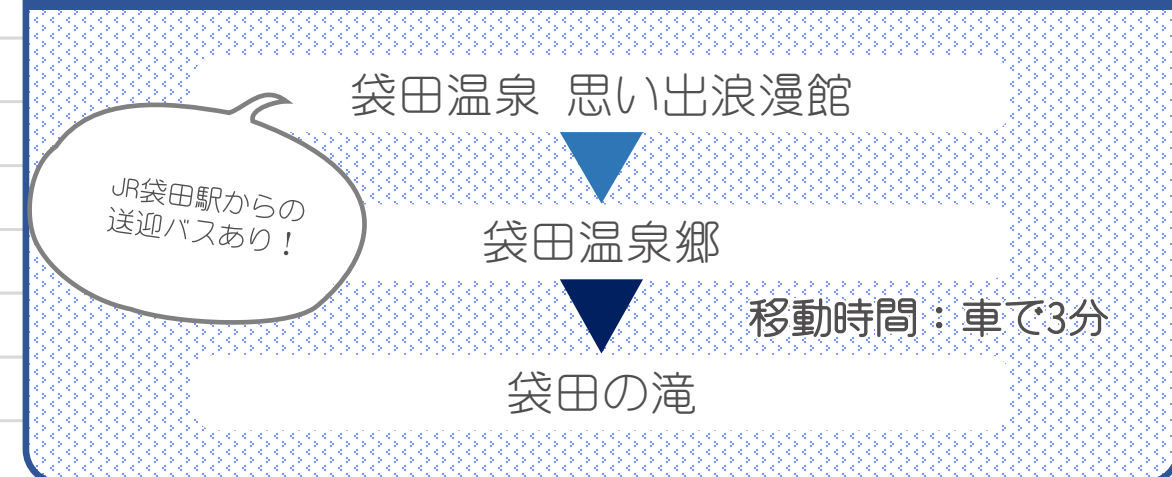 袋田温泉 思い出浪漫館
JR袋田駅からの
送迎バスあり！
袋田温泉郷
移動時間：車で3分
袋田の滝